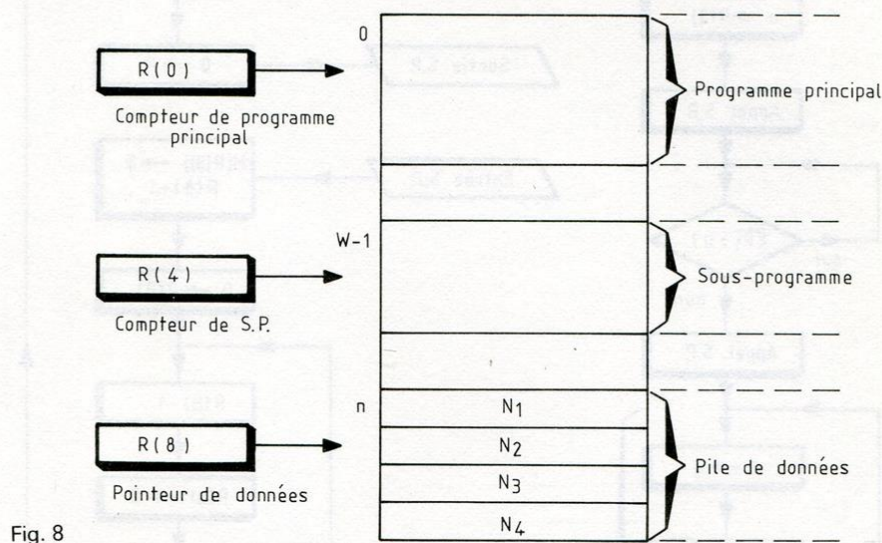 0
R(0)
Programme principal
Compteur de programme
principal
W-1
R(4)
Sous-programme
Compteur de S.P.
n
N1
R(8)
N2
Pile de données
N3
Pointeur de données
N4
Fig. 8